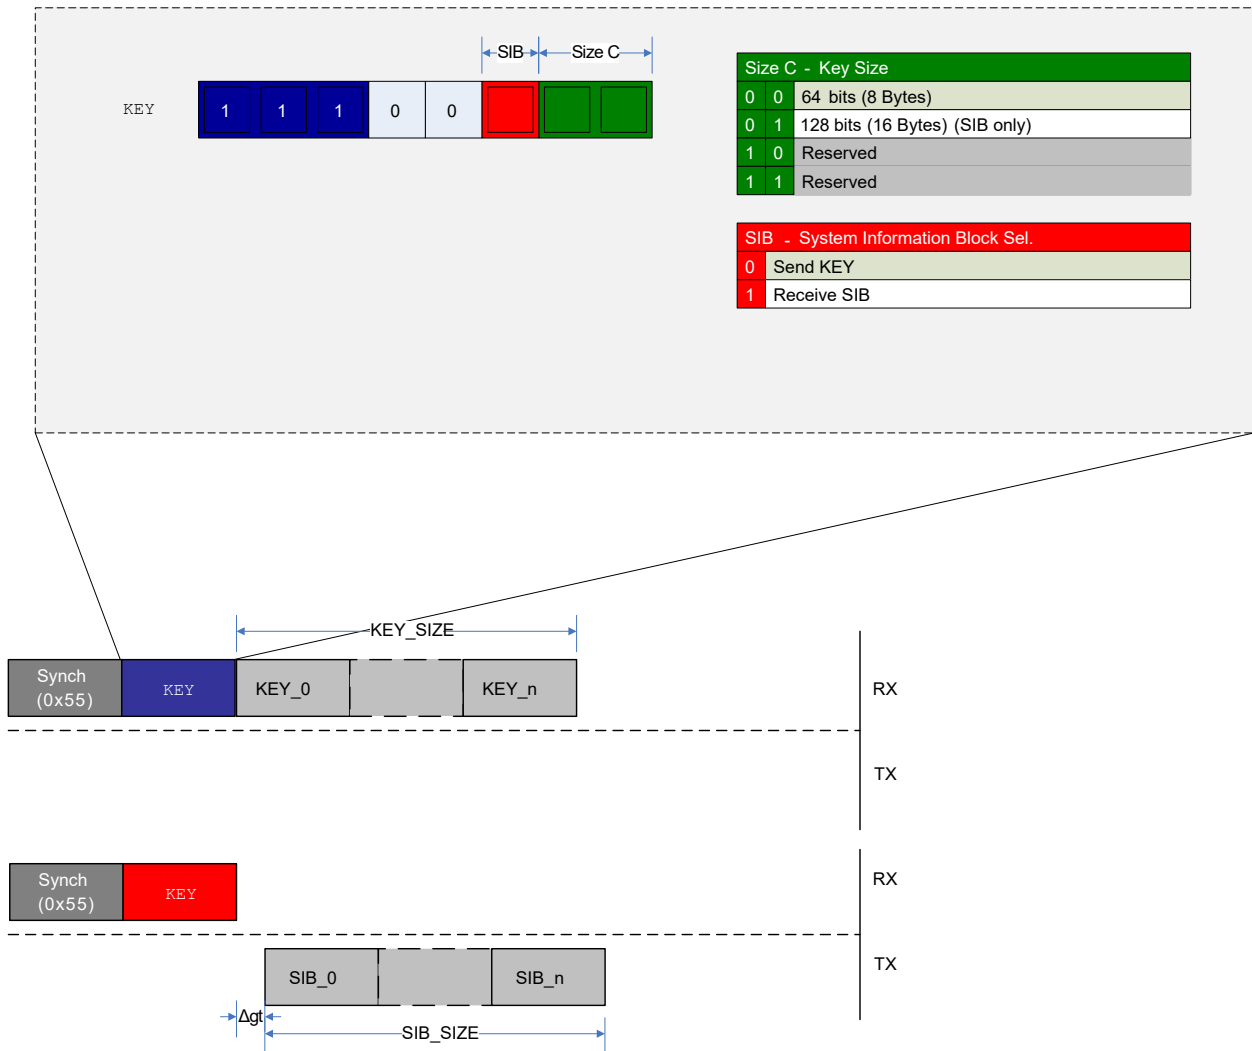 SIB
Size C
KEY
1 1 1 0 0
Size C - Key Size
0 0 64 bits (8 Bytes)
0 1 128 bits (16 Bytes) (SIB only)
1 0 Reserved
1 1 Reserved
SIB - System Information Block Sel.
0 Send KEY
1 Receive SIB
KEY_SIZE
Synch
(0x55)
KEY
KEY_0
KEY_n
RX
TX
Synch
(0x55)
KEY
RX
SIB_0
SIB_n
TX
Δgt
SIB_SIZE